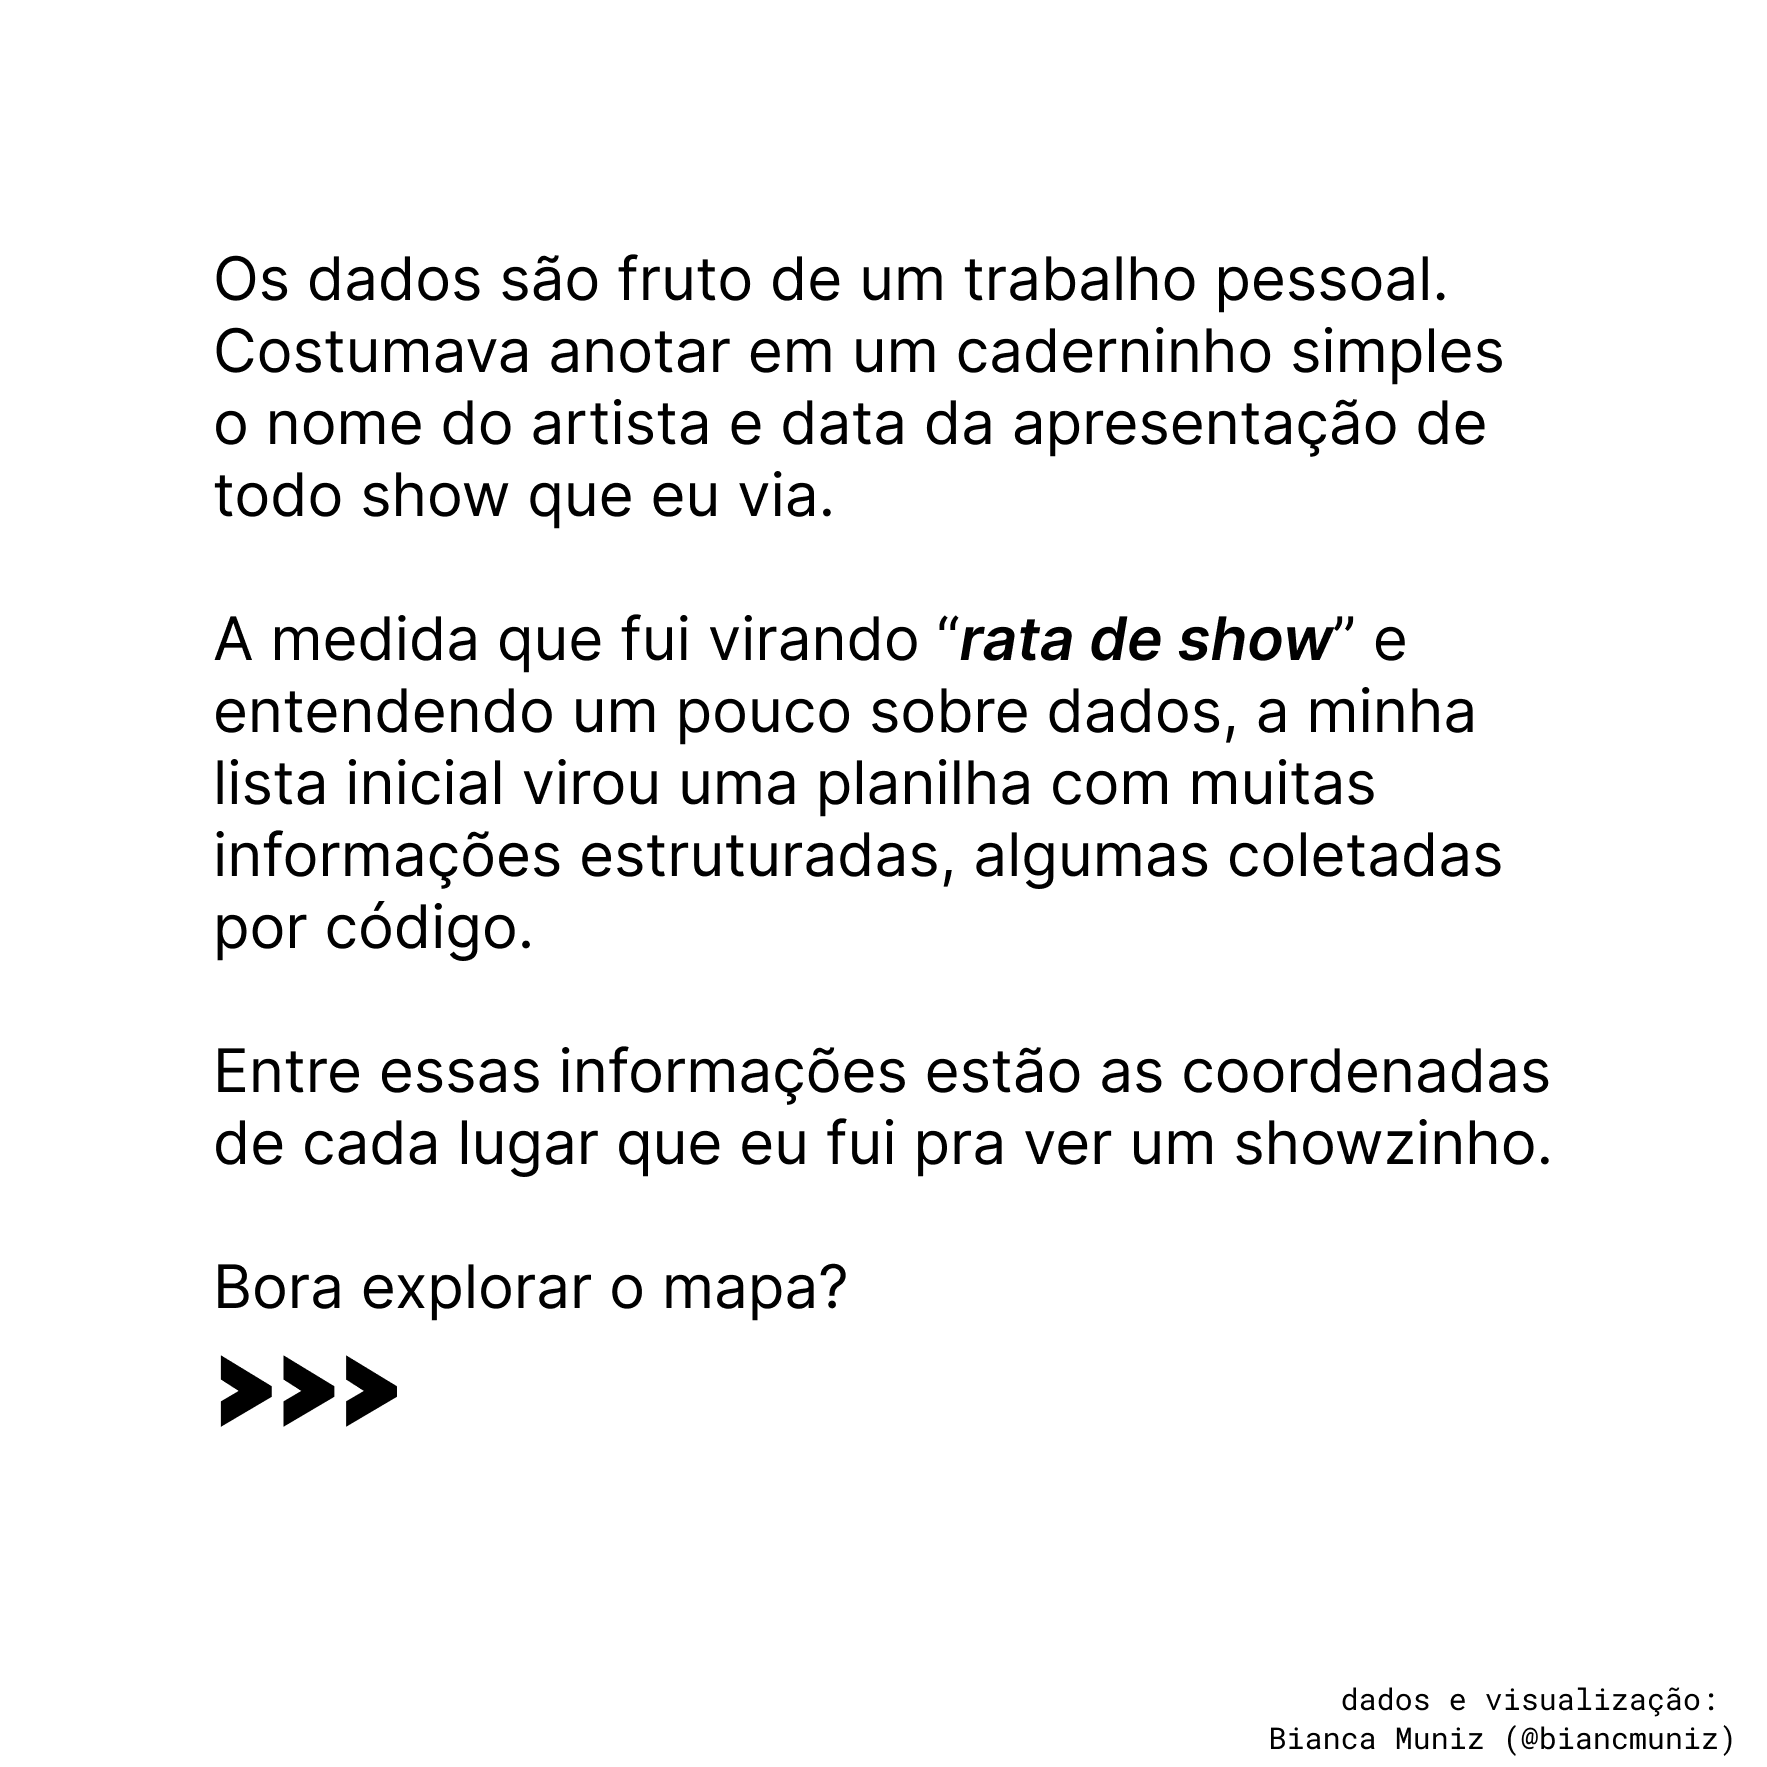 Os dados são fruto de um trabalho pessoal.
Costumava anotar em um caderninho simples
o nome do artista e data da apresentação de
todo show que eu via.
A medida que fui virando “rata de show” e
entendendo um pouco sobre dados, a minha
lista inicial virou uma planilha com muitas
informações estruturadas, algumas coletadas
por código.
Entre essas informações estão as coordenadas
de cada lugar que eu fui pra ver um showzinho.
Bora explorar o mapa?
>>>
dados e visualização:
Bianca Muniz (@biancmuniz)